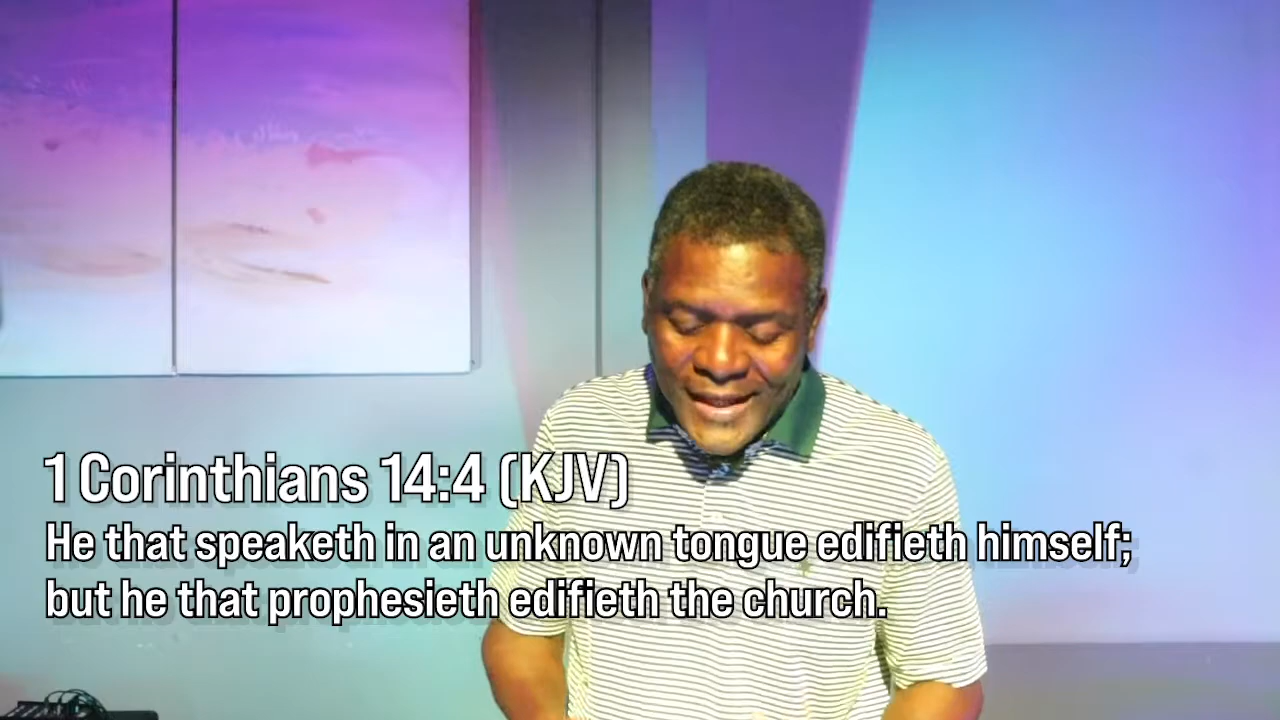 1 Corinthians 14:4 (KJV)
He that speaketh in an unknown tongue edifieth himself;
but he that prophesieth edifieth the church.